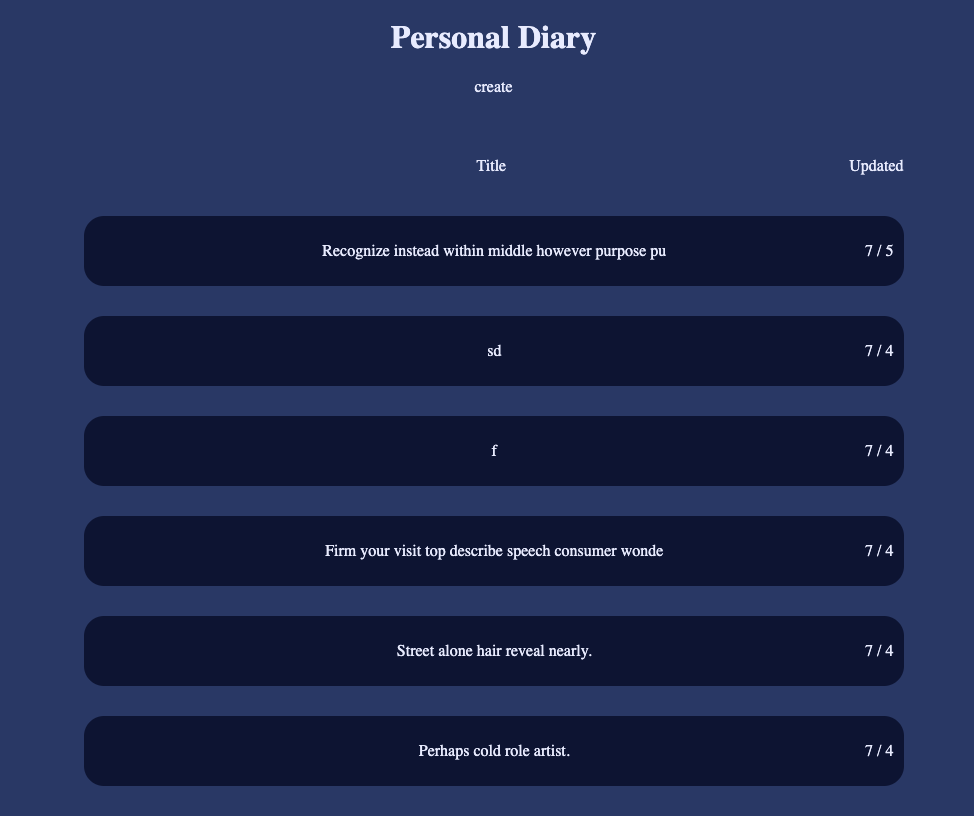 Personal Diary
create
Title Updated
Recognize instead within middle however purpose pu 7 / 5
sd 7 / 4
f 7 / 4
Firm your visit top describe speech consumer wonde 7 / 4
Street alone hair reveal nearly. 7 / 4
Perhaps cold role artist. 7 / 4